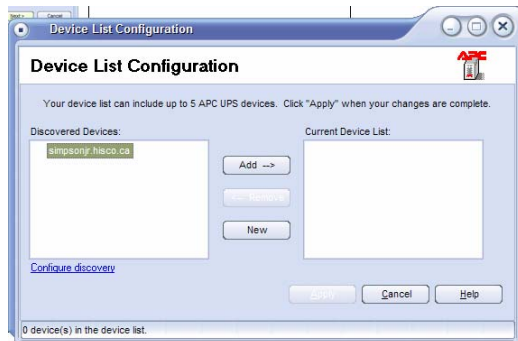 Next > Cancel
Device List Configuration
Device List Configuration
APC
Your device list can include up to 5 APC UPS devices. Click "Apply" when your changes are complete.
Discovered Devices:
Current Device List:
simpsonjr.hisco.ca
Add -->
<-- Remove
New
Configure discovery
Apply
Cancel
Help
0 device(s) in the device list.